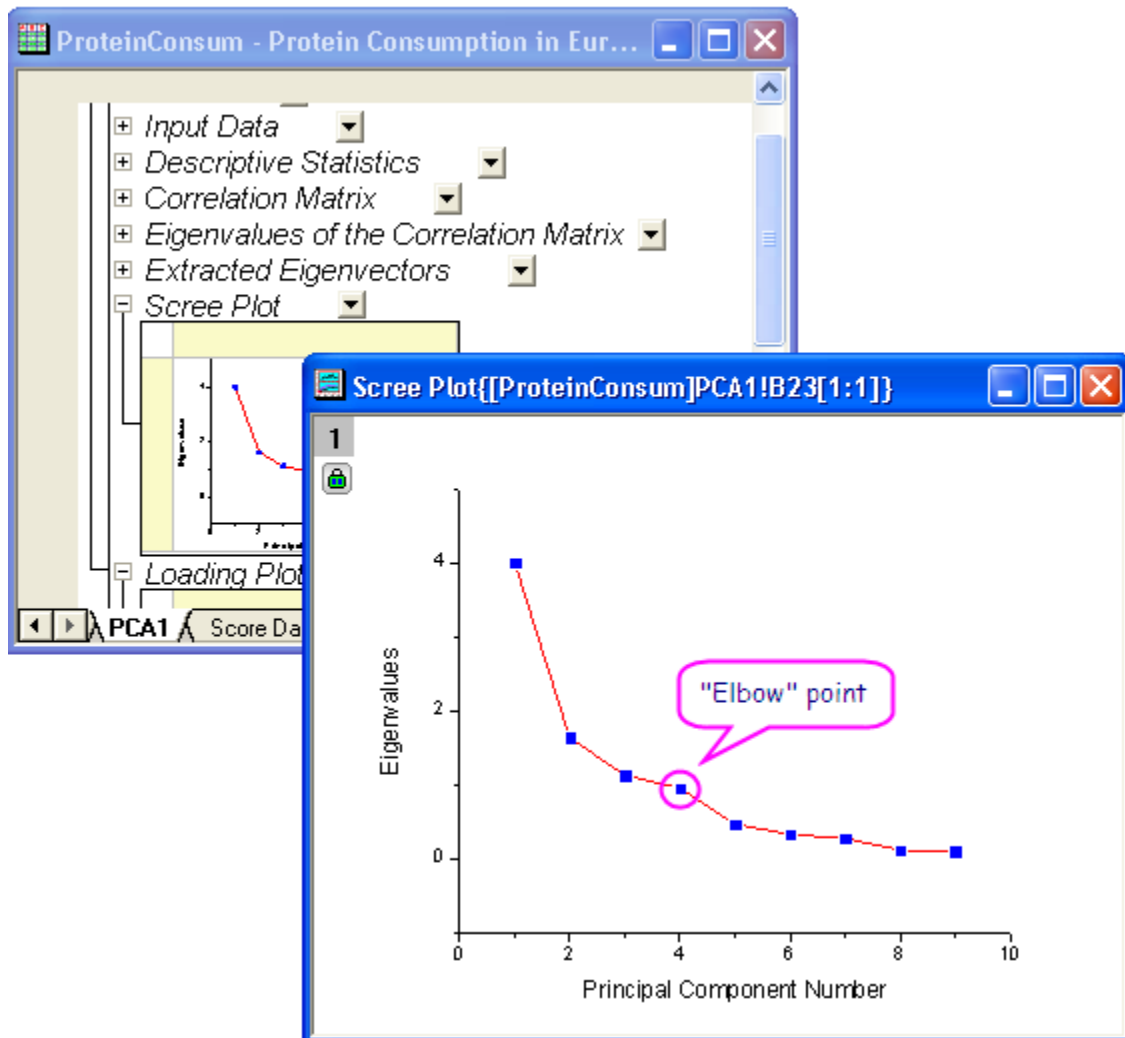 ProteinConsum - Protein Consumption in Eur...
Input Data
Descriptive Statistics
Correlation Matrix
Eigenvalues of the Correlation Matrix
Extracted Eigenvectors
Scree Plot
Loading Plot
PCA1
Score Da
Scree Plot{[ProteinConsum]PCA1!B23[1:1]}
1
4
2
0
Eigenvalues
"Elbow" point
0 2 4 6 8 10
Principal Component Number